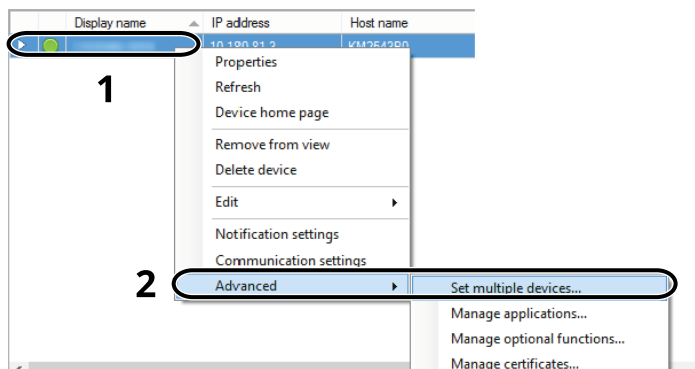 Display name IP address Host name
10.180.81.3 KM2543B0
1
Properties
Refresh
Device home page
Remove from view
Delete device
Edit
Notification settings
Communication settings
2
Advanced
Set multiple devices...
Manage applications...
Manage optional functions...
Manage certificates...